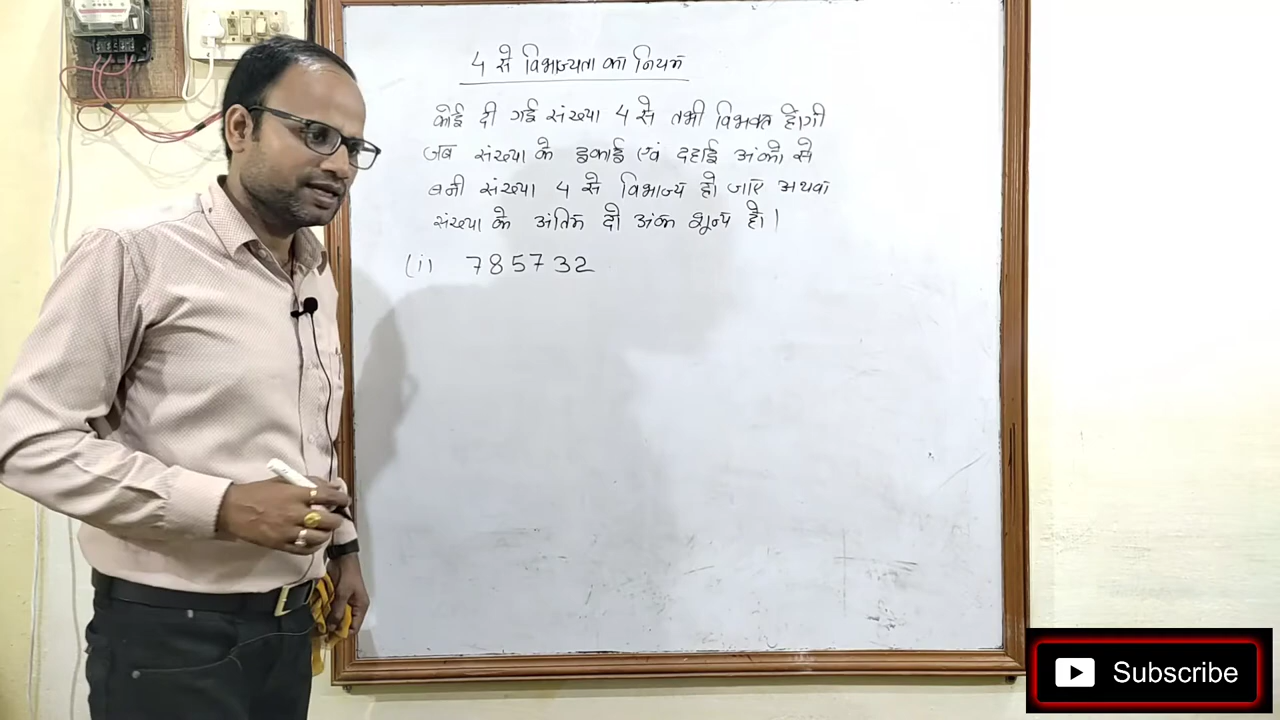 4 से विभाज्यता का नियम
कोई दी गई संख्या 4 से तभी विभक्त होगी
जब संख्या के इकाई एवं दहाई अंको से
बनी संख्या 4 से विभाज्य हो जाए अथवा
संख्या के अंतिम दो अंक शून्य हो।
(i) 785732
Subscribe